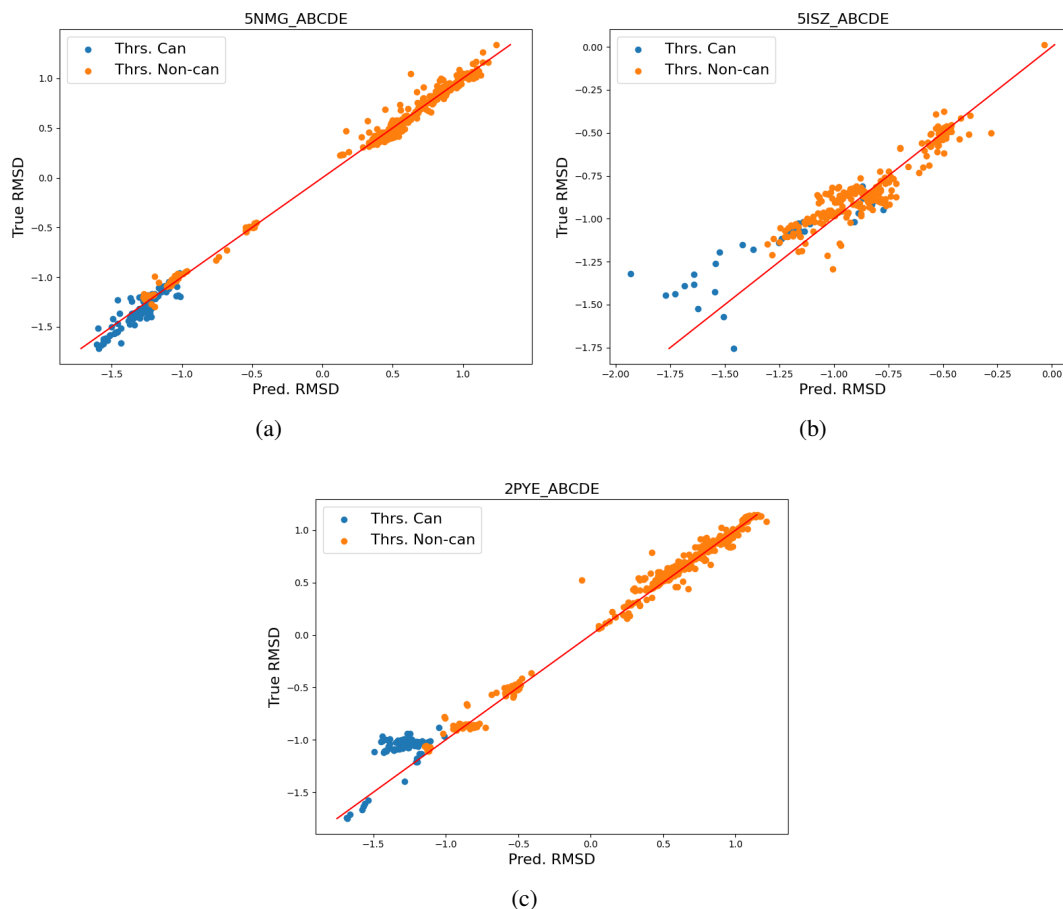 5NMG_ABCDE
Thrs. Can
Thrs. Non-can
True RMSD
1.0
0.5
0.0
−0.5
−1.0
−1.5
−1.5 −1.0 −0.5 0.0 0.5 1.0
Pred. RMSD
(a)
5ISZ_ABCDE
Thrs. Can
Thrs. Non-can
True RMSD
0.00
−0.25
−0.50
−0.75
−1.00
−1.25
−1.50
−1.75
−2.00 −1.75 −1.50 −1.25 −1.00 −0.75 −0.50 −0.25 0.00
Pred. RMSD
(b)
2PYE_ABCDE
Thrs. Can
Thrs. Non-can
True RMSD
1.0
0.5
0.0
−0.5
−1.0
−1.5
−1.5 −1.0 −0.5 0.0 0.5 1.0
Pred. RMSD
(c)